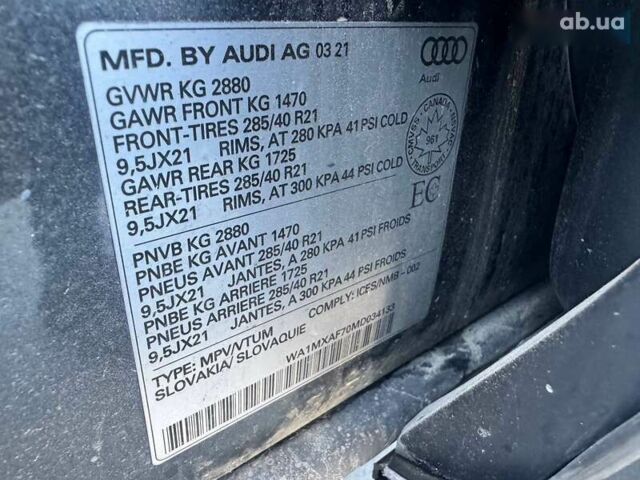 ab.ua
MFD. BY AUDI AG 03 21
Audi
GVWR KG 2880
GAWR FRONT KG 1470
FRONT-TIRES 285/40 R21
9,5JX21 RIMS, AT 280 KPA 41 PSI COLD
GAWR REAR KG 1725
REAR-TIRES 285/40 R21
9,5JX21 RIMS, AT 300 KPA 44 PSI COLD
CANADA
TRANSPORT
961
EC
PNVB KG 2880
PNBE KG AVANT 1470
PNEUS AVANT 285/40 R21
9,5JX21 JANTES, A 280 KPA 41 PSI FROIDS
PNBE KG ARRIERE 1725
PNEUS ARRIERE 285/40 R21
9,5JX21 JANTES, A 300 KPA 44 PSI FROIDS
TYPE: MPV/VTUM COMPLY: ICES/NMB - 002
SLOVAKIA/ SLOVAQUIE WA1MXAF70MD034133